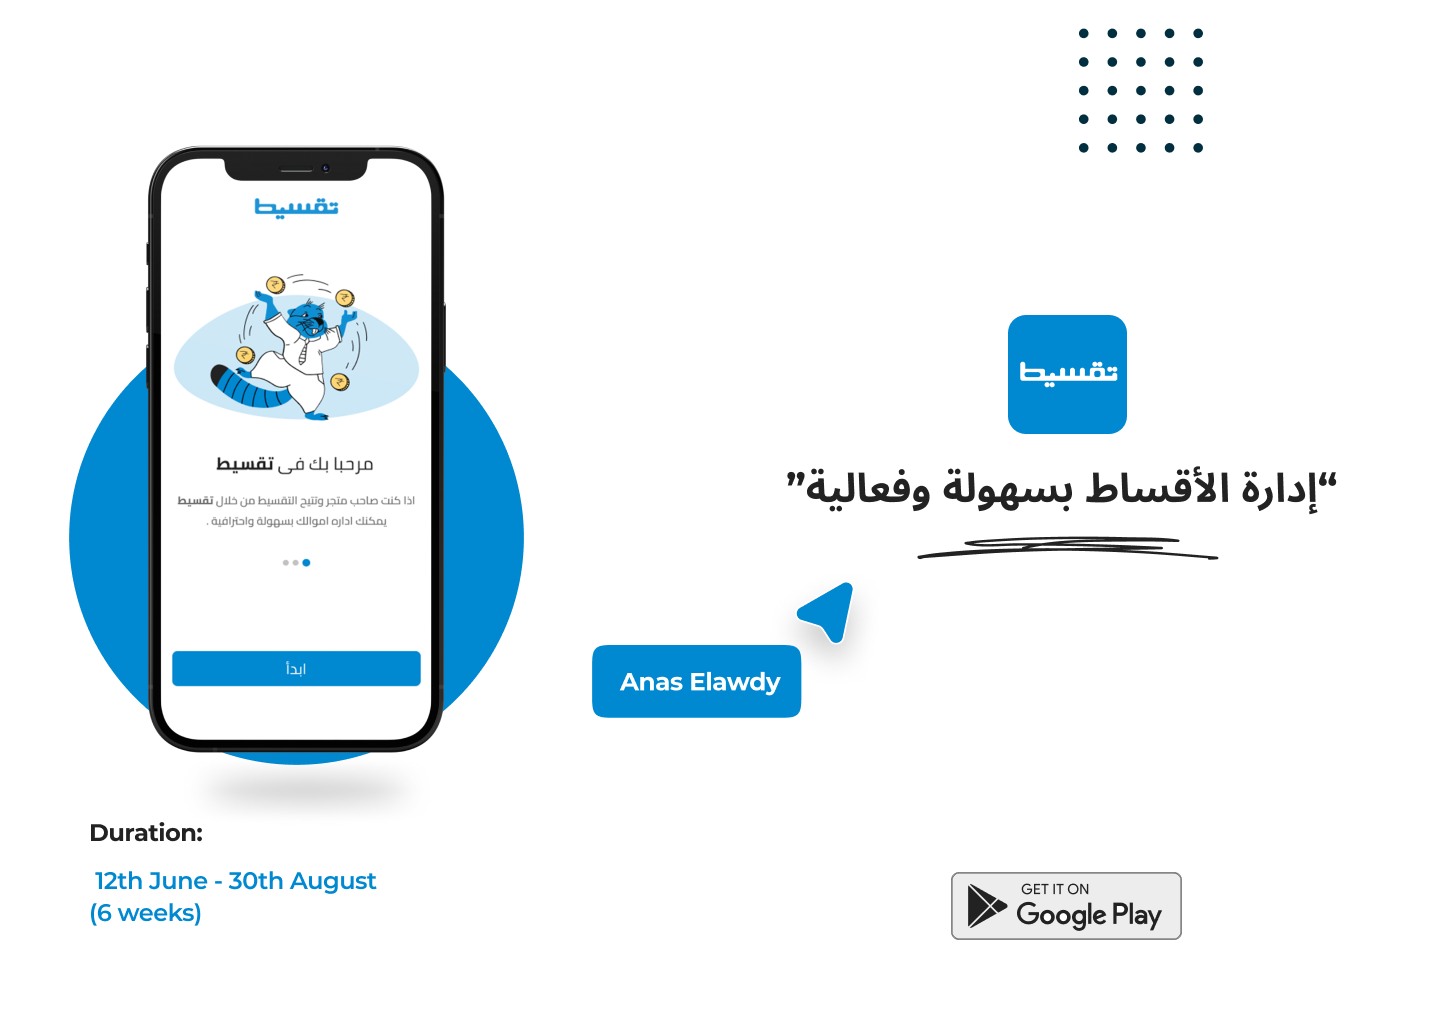 تقسيط
مرحبا بك فى تقسيط
اذا كنت صاحب متجر وتتيح التقسيط من خلال تقسيط
يمكنك اداره اموالك بسهولة واحترافية .
ابدأ
تقسيط
“إدارة الأقساط بسهولة وفعالية”
Anas Elawdy
Duration:
12th June - 30th August
(6 weeks)
GET IT ON
Google Play